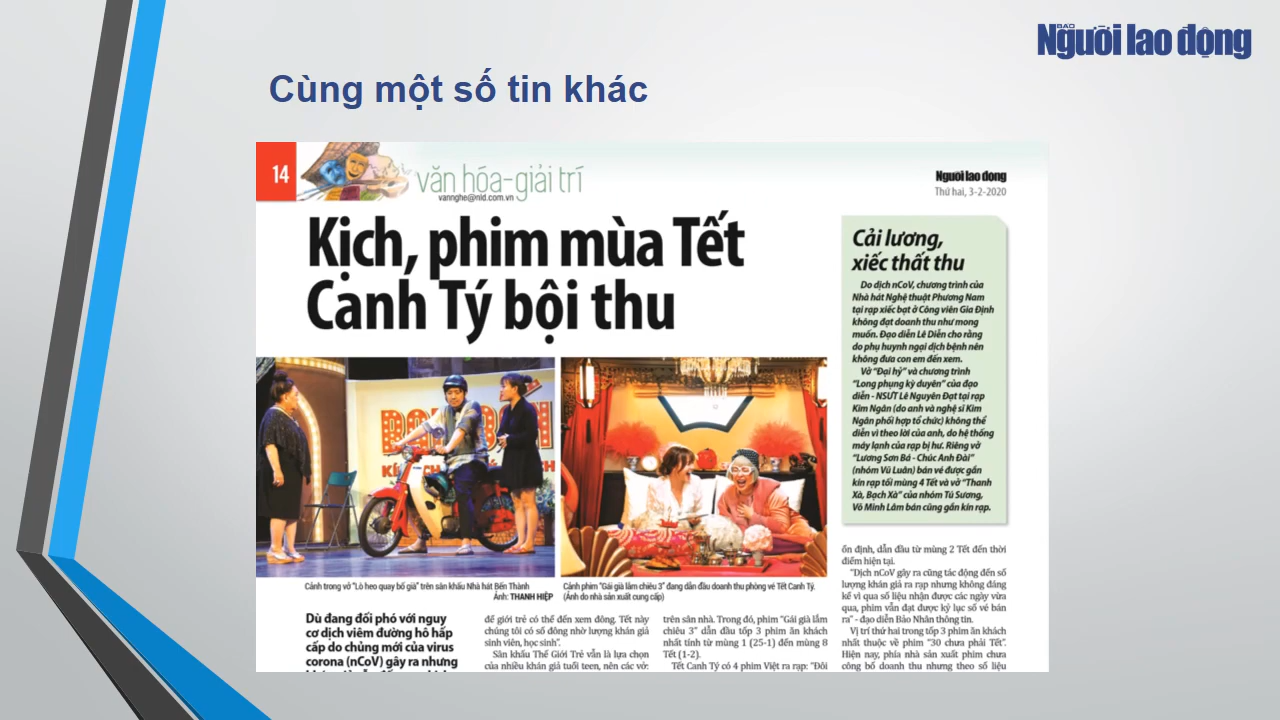 BÁO
Người lao động
Cùng một số tin khác
14
văn hóa-giải trí
vannghe@nld.com.vn
Người lao động
Thứ hai, 3-2-2020
Kịch, phim mùa Tết
Canh Tý bội thu
Cải lương,
xiếc thất thu
Do dịch nCoV, chương trình của
Nhà hát Nghệ thuật Phương Nam
tại rạp xiếc bạt ở Công viên Gia Định
không đạt doanh thu như mong
muốn. Đạo diễn Lê Diễn cho rằng
do phụ huynh ngại dịch bệnh nên
không đưa con em đến xem.
Vở “Đại hỷ” và chương trình
“Long phụng kỳ duyên” của đạo
diễn - NSƯT Lê Nguyên Đạt tại rạp
Kim Ngân (do anh và nghệ sĩ Kim
Ngân phối hợp tổ chức) không thể
diễn vì theo lời của anh, do hệ thống
máy lạnh của rạp bị hư. Riêng vở
“Lương Sơn Bá - Chúc Anh Đài”
(nhóm Vũ Luân) bán vé được gần
kín rạp tối mùng 4 Tết và vở “Thanh
Xà, Bạch Xà” của nhóm Tú Sương,
Võ Minh Lâm bán cũng gần kín rạp.
Cảnh trong vở “Lò heo quay bố già” trên sân khấu Nhà hát Bến Thành
Ảnh: THANH HIỆP
Cảnh phim “Gái già lắm chiêu 3” đang dẫn đầu doanh thu phòng vé Tết Canh Tý.
(Ảnh do nhà sản xuất cung cấp)
Dù đang đối phó với nguy
cơ dịch viêm đường hô hấp
cấp do chủng mới của virus
corona (nCoV) gây ra nhưng
để giới trẻ có thể đến xem đông. Tết này
chúng tôi có số đông nhờ lượng khán giả
sinh viên, học sinh”.
Sân khấu Thế Giới Trẻ vẫn là lựa chọn
của nhiều khán giả tuổi teen, nên các vở:
trên sân nhà. Trong đó, phim “Gái già lắm
chiêu 3” dẫn đầu tốp 3 phim ăn khách
nhất tính từ mùng 1 (25-1) đến mùng 8
Tết (1-2).
Tết Canh Tý có 4 phim Việt ra rạp: “Đôi
ổn định, dẫn đầu từ mùng 2 Tết đến thời
điểm hiện tại.
“Dịch nCoV gây ra cũng tác động đến số
lượng khán giả ra rạp nhưng không đáng
kể vì qua số liệu nhận được các ngày vừa
qua, phim vẫn đạt được kỷ lục số vé bán
ra” - đạo diễn Bảo Nhân thông tin.
Vị trí thứ hai trong tốp 3 phim ăn khách
nhất thuộc về phim “30 chưa phải Tết”.
Hiện nay, phía nhà sản xuất phim chưa
công bố doanh thu nhưng theo số liệu